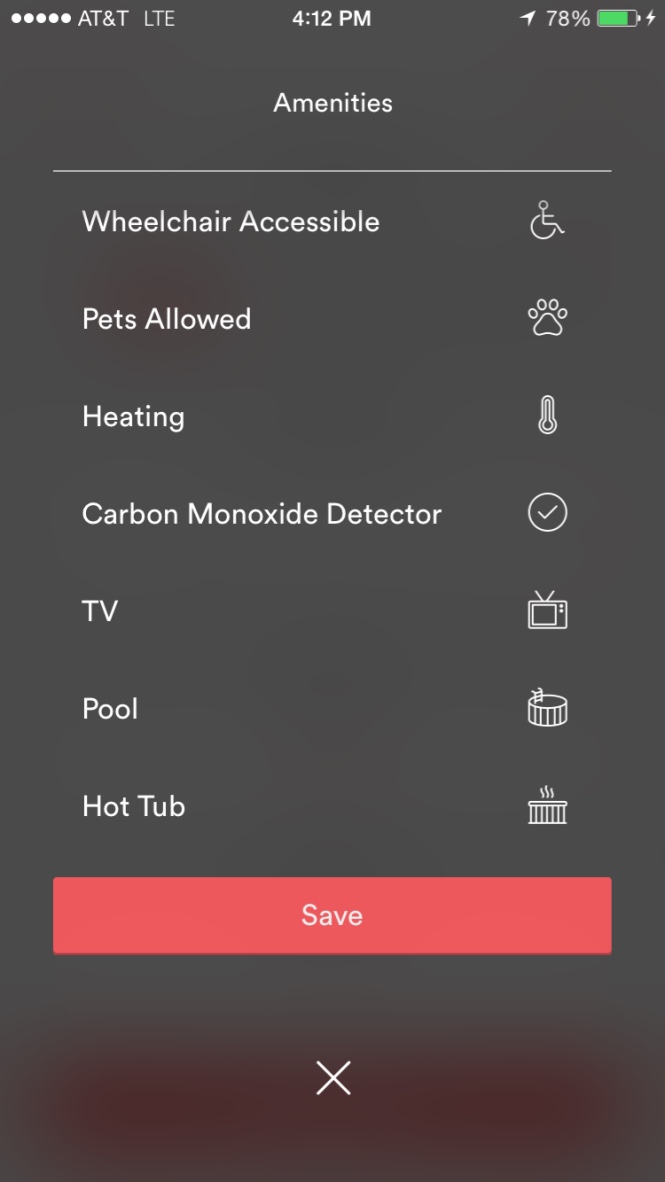 AT&T LTE 4:12 PM 78%
Amenities
Wheelchair Accessible
Pets Allowed
Heating
Carbon Monoxide Detector
TV
Pool
Hot Tub
Save